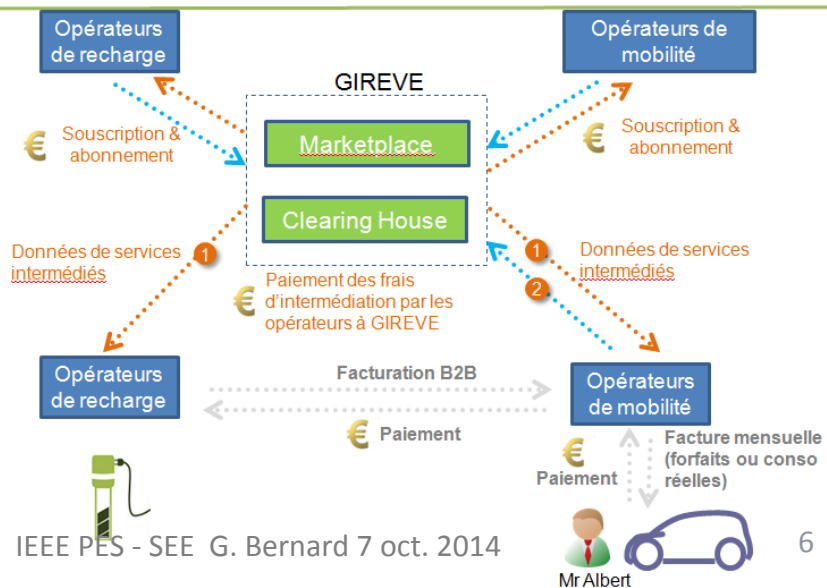 Opérateurs
de recharge
Opérateurs de
mobilité
GIREVE
Marketplace
Clearing House
€
Souscription &
abonnement
€
Souscription &
abonnement
Données de services
intermédiés
1
€
Paiement des frais
d'intermédiation par les
opérateurs à GIREVE
1
2
Données de services
intermédiés
Opérateurs
de recharge
Facturation B2B
€
Paiement
Opérateurs
de mobilité
€
Paiement
Facture mensuelle
(forfaits ou conso
réelles)
Mr Albert
IEEE PES - SEE G. Bernard 7 oct. 2014
6